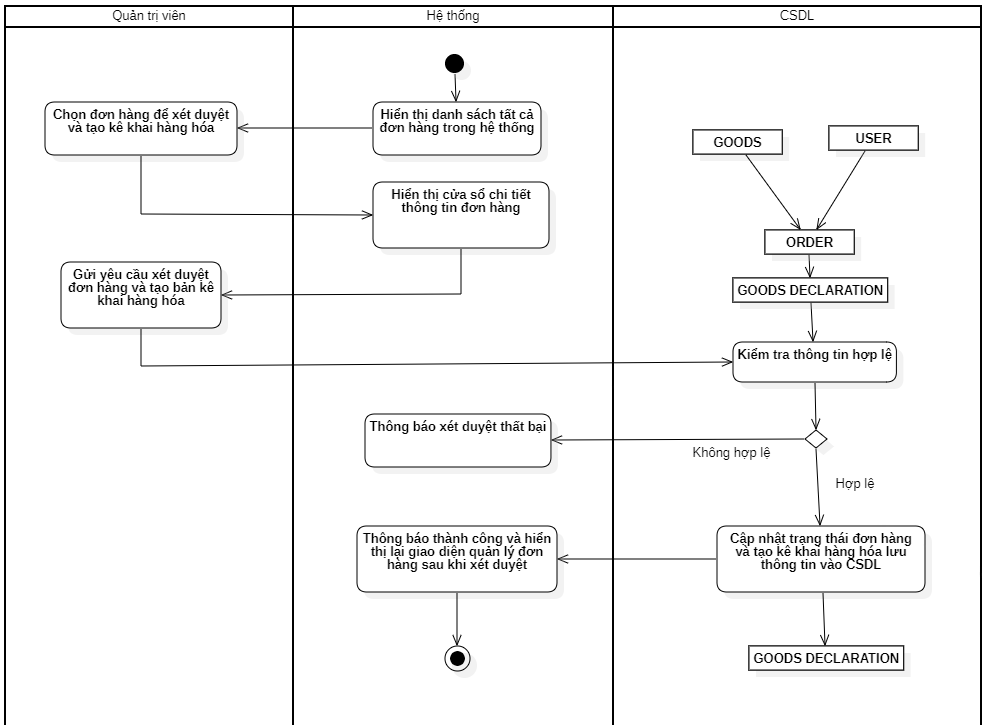 Quản trị viên
Hệ thống
CSDL
Chọn đơn hàng để xét duyệt
và tạo kê khai hàng hóa
Hiển thị danh sách tất cả
đơn hàng trong hệ thống
GOODS
USER
Hiển thị cửa sổ chi tiết
thông tin đơn hàng
ORDER
Gửi yêu cầu xét duyệt
đơn hàng và tạo bản kê
khai hàng hóa
GOODS DECLARATION
Kiểm tra thông tin hợp lệ
Thông báo xét duyệt thất bại
Không hợp lệ
Hợp lệ
Thông báo thành công và hiển
thị lại giao diện quản lý đơn
hàng sau khi xét duyệt
Cập nhật trạng thái đơn hàng
và tạo kê khai hàng hóa lưu
thông tin vào CSDL
GOODS DECLARATION